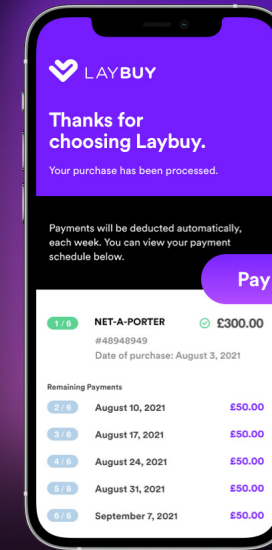 LAYBUY
Thanks for
choosing Laybuy.
Your purchase has been processed.
Payments will be deducted automatically,
each week. You can view your payment
schedule below.
Pay
1/6 NET-A-PORTER £300.00
#48948949
Date of purchase: August 3, 2021
Remaining Payments
2/6 August 10, 2021 £50.00
3/6 August 17, 2021 £50.00
4/6 August 24, 2021 £50.00
5/6 August 31, 2021 £50.00
6/6 September 7, 2021 £50.00